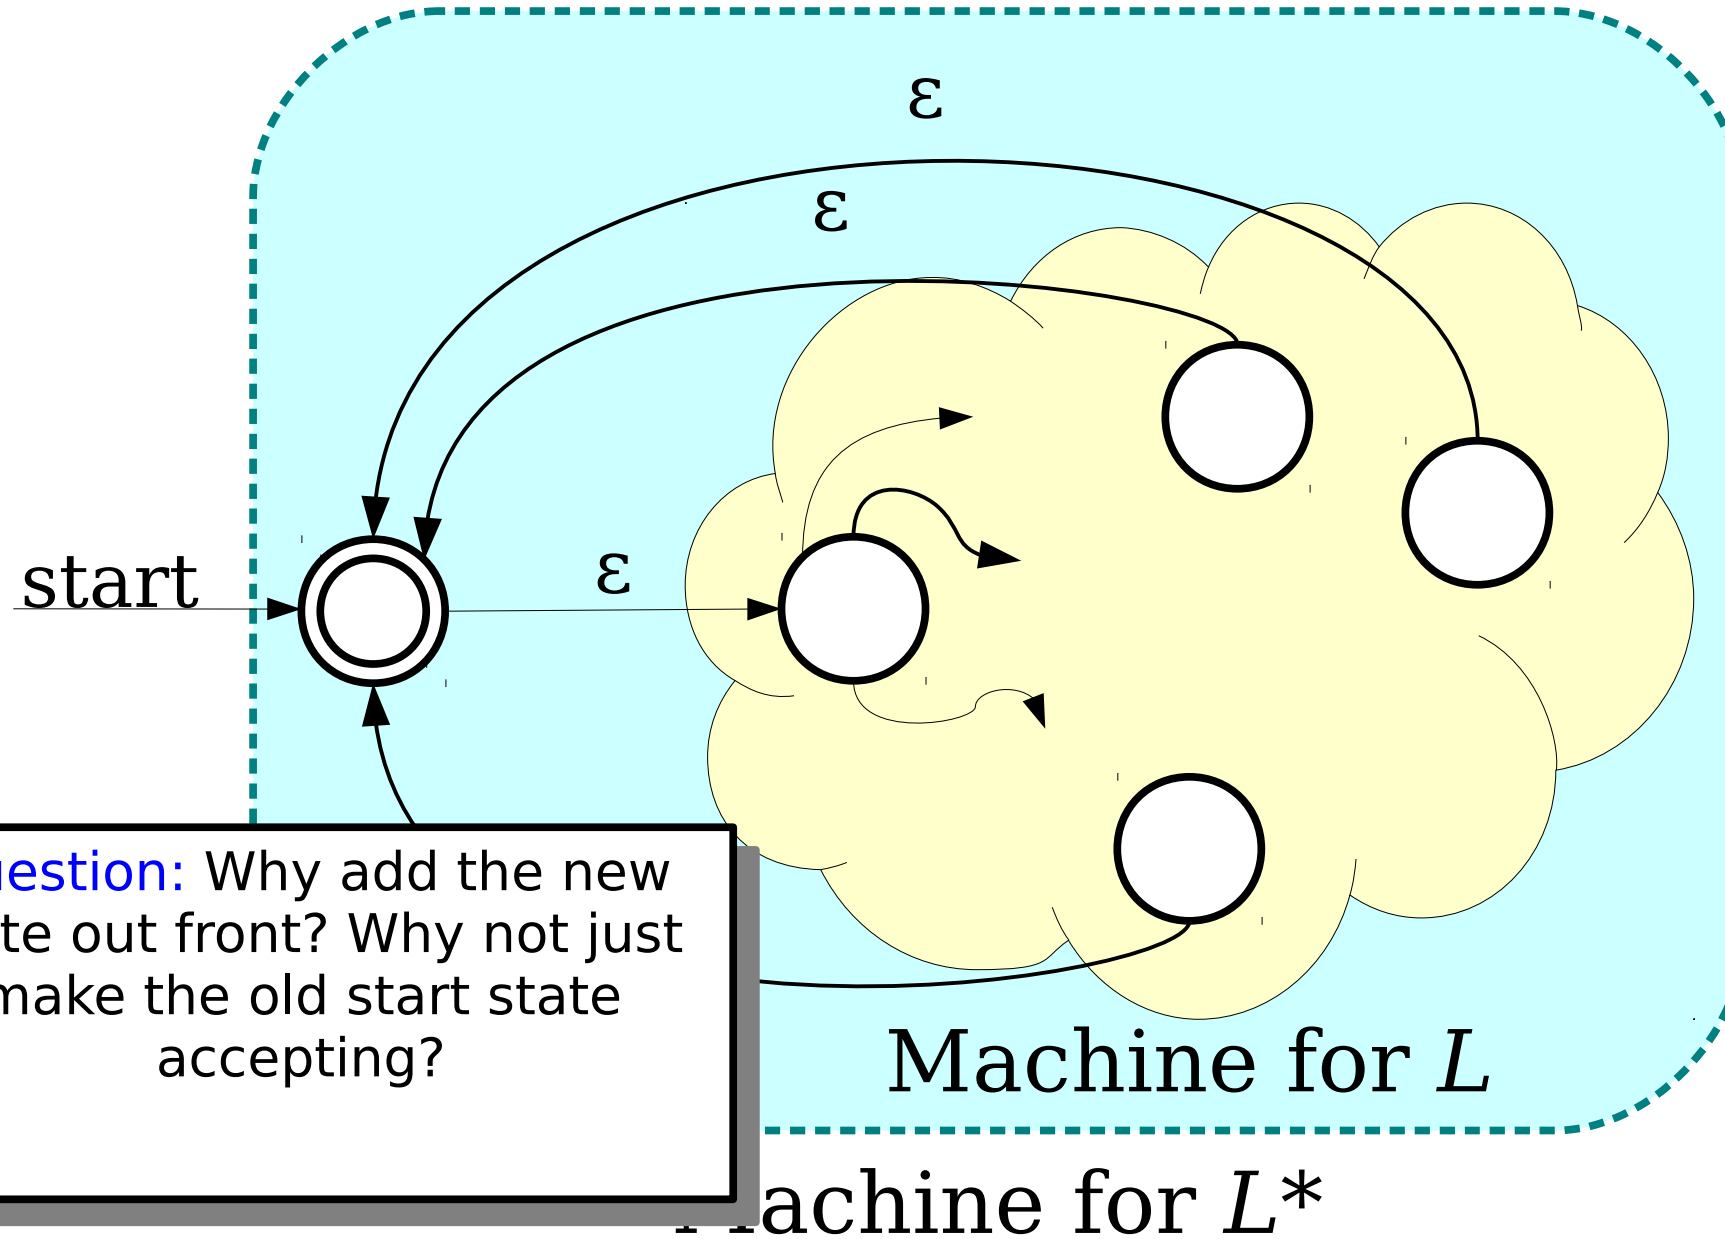 ε
ε
ε
start
uestion: Why add the new
te out front? Why not just
make the old start state
accepting?
Machine for L
achine for L*